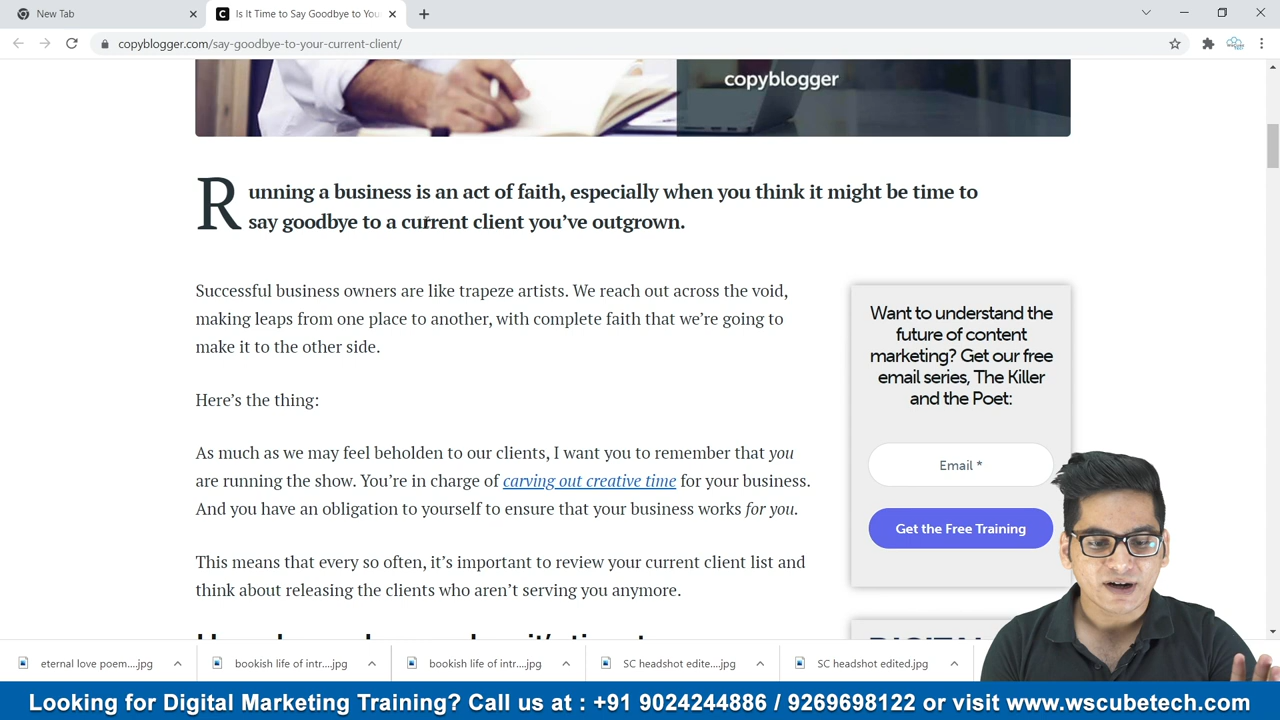 New Tab
Is It Time to Say Goodbye to You
copyblogger.com/say-goodbye-to-your-current-client/
copyblogger
Running a business is an act of faith, especially when you think it might be time to
say goodbye to a current client you've outgrown.
Successful business owners are like trapeze artists. We reach out across the void,
making leaps from one place to another, with complete faith that we're going to
make it to the other side.
Here's the thing:
As much as we may feel beholden to our clients, I want you to remember that you
are running the show. You're in charge of carving out creative time for your business.
And you have an obligation to yourself to ensure that your business works for you.
This means that every so often, it's important to review your current client list and
think about releasing the clients who aren't serving you anymore.
Want to understand the
future of content
marketing? Get our free
email series, The Killer
and the Poet:
Email *
Get the Free Training
DIGITAL
eternal love poem....jpg
bookish life of intr....jpg
bookish life of intr....jpg
SC headshot edite....jpg
SC headshot edited.jpg
Looking for Digital Marketing Training? Call us at : +91 9024244886 / 9269698122 or visit www.wscubetech.com